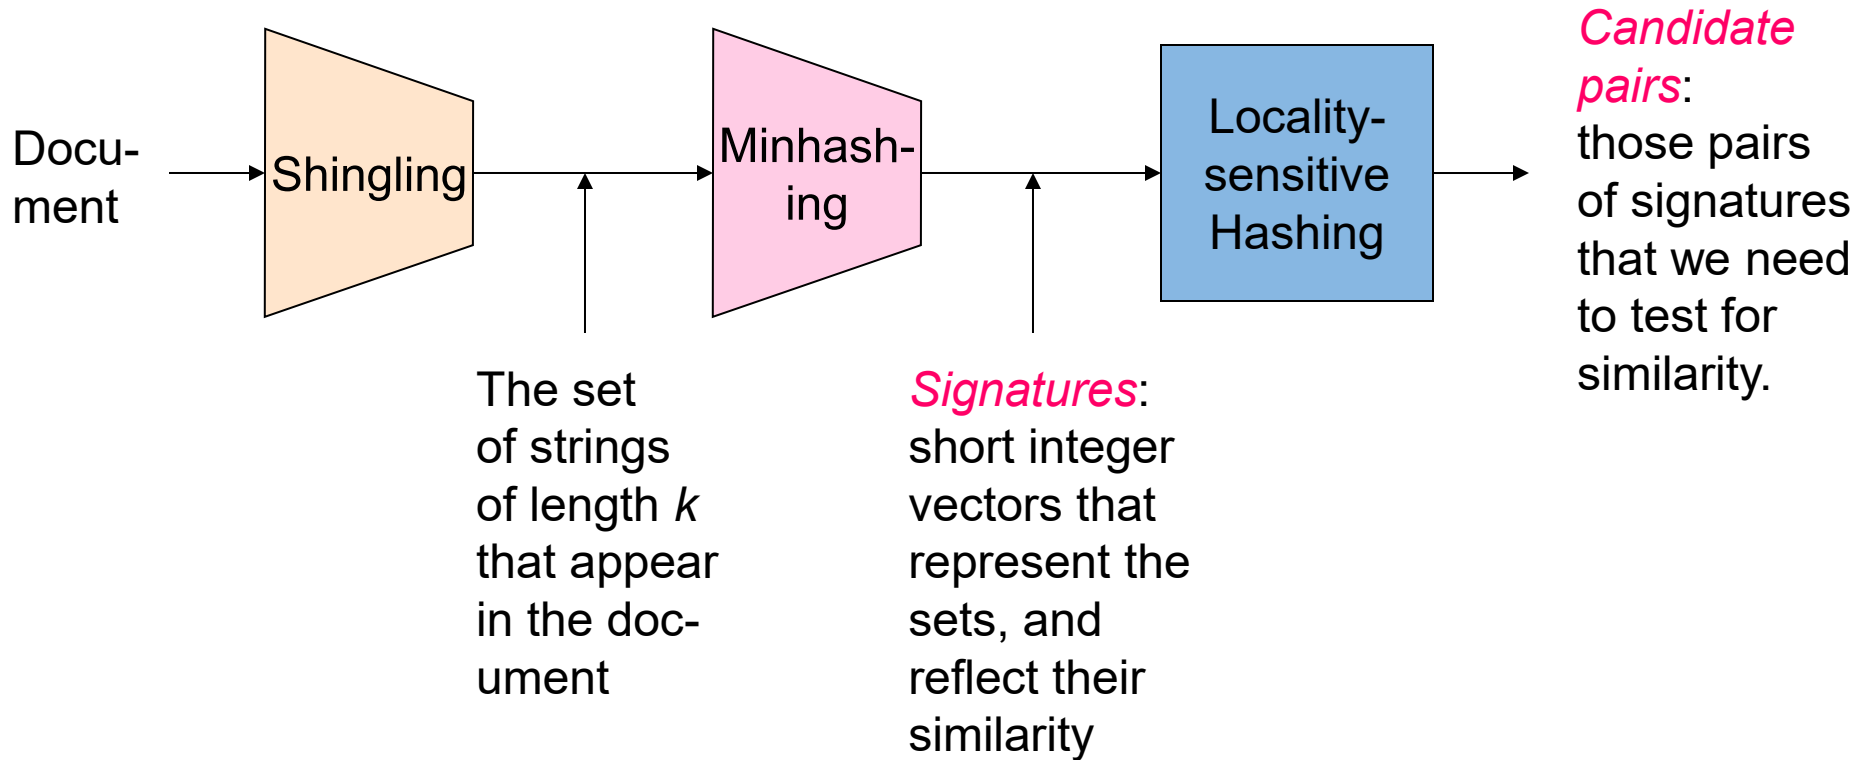 Docu-
ment
Shingling
The set
of strings
of length k
that appear
in the doc-
ument
Minhash-
ing
Signatures:
short integer
vectors that
represent the
sets, and
reflect their
similarity
Locality-
sensitive
Hashing
Candidate
pairs:
those pairs
of signatures
that we need
to test for
similarity.